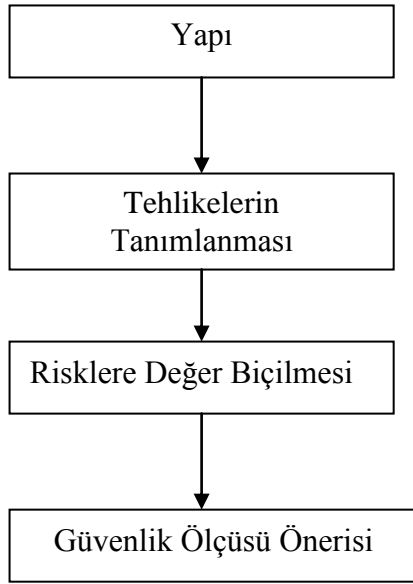 Yapı
Tehlikelerin
Tanımlanması
Risklere Değer Biçilmesi
Güvenlik Ölçüsü Önerisi